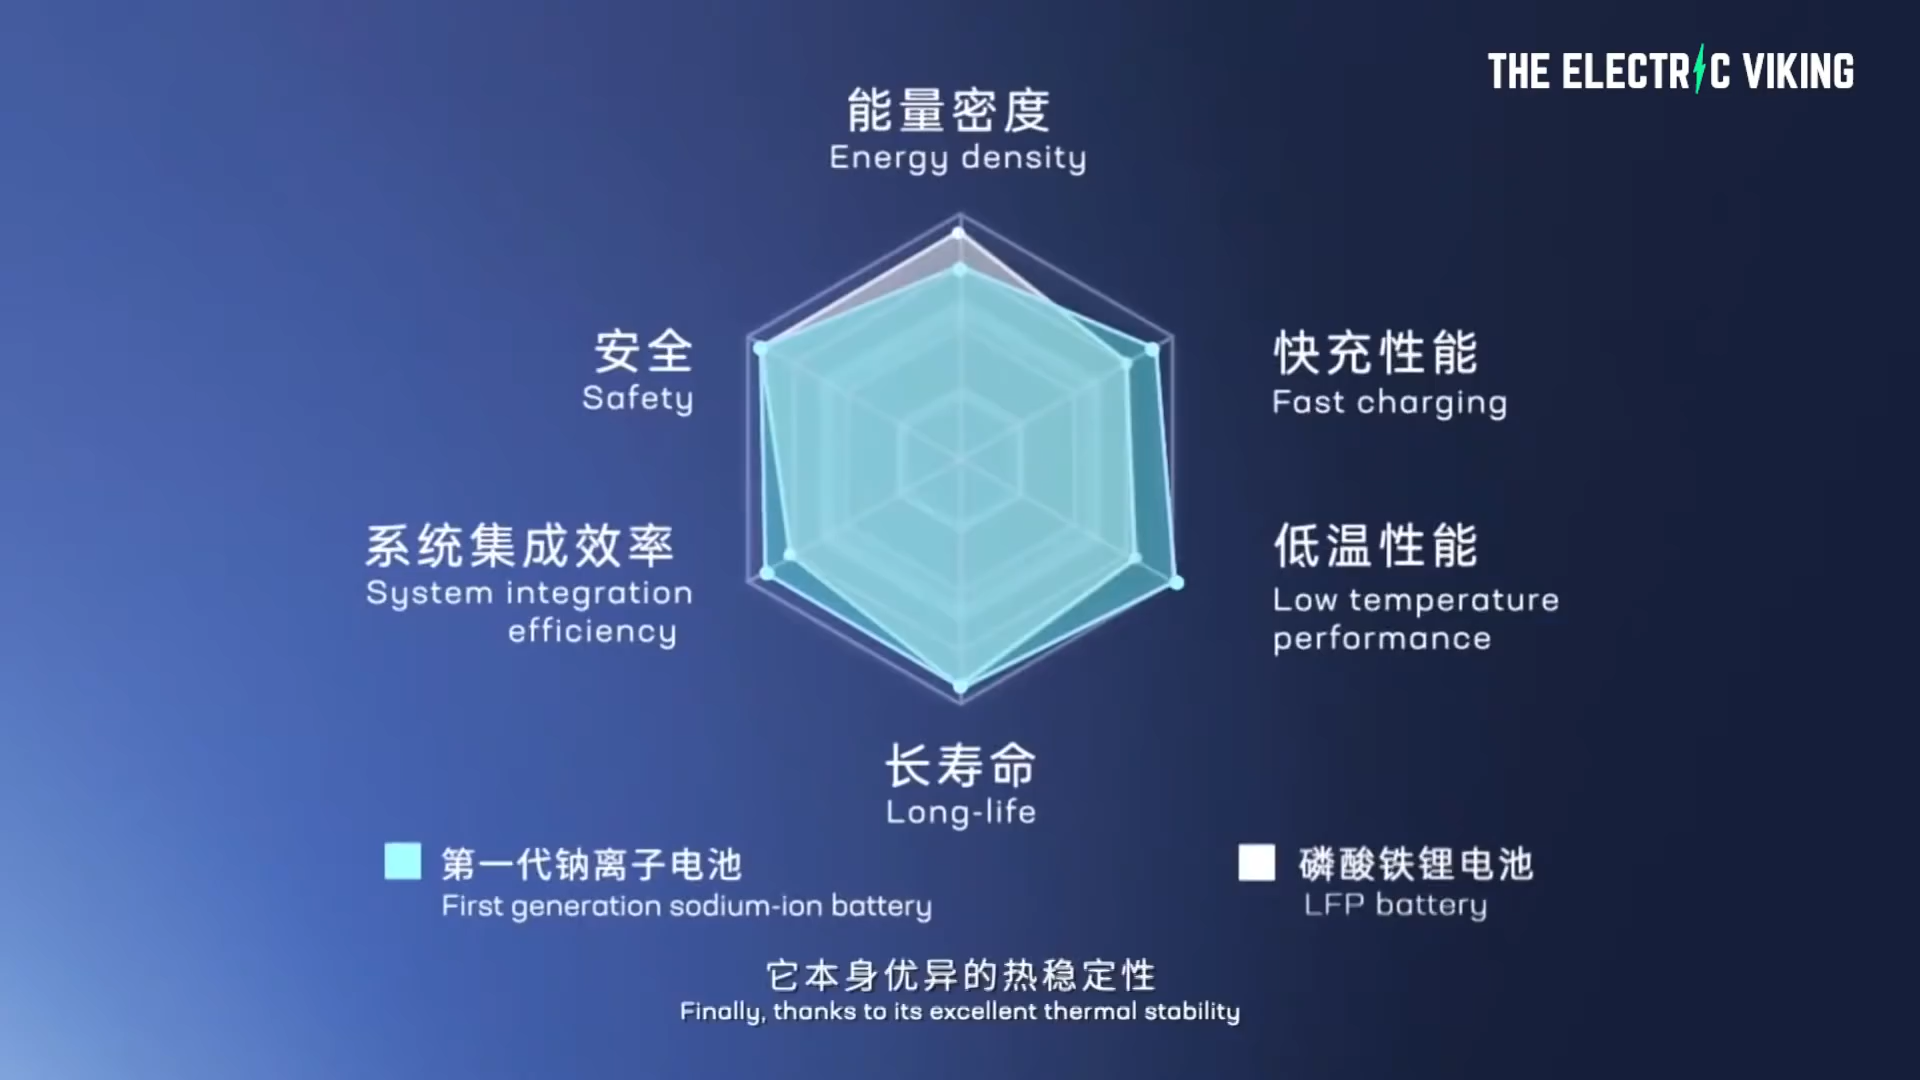 THE ELECTRIC VIKING
能量密度
Energy density
安全
Safety
快充性能
Fast charging
系统集成效率
System integration
efficiency
低温性能
Low temperature
performance
长寿命
Long-life
第一代钠离子电池
First generation sodium-ion battery
磷酸铁锂电池
LFP battery
它本身优异的热稳定性
Finally, thanks to its excellent thermal stability